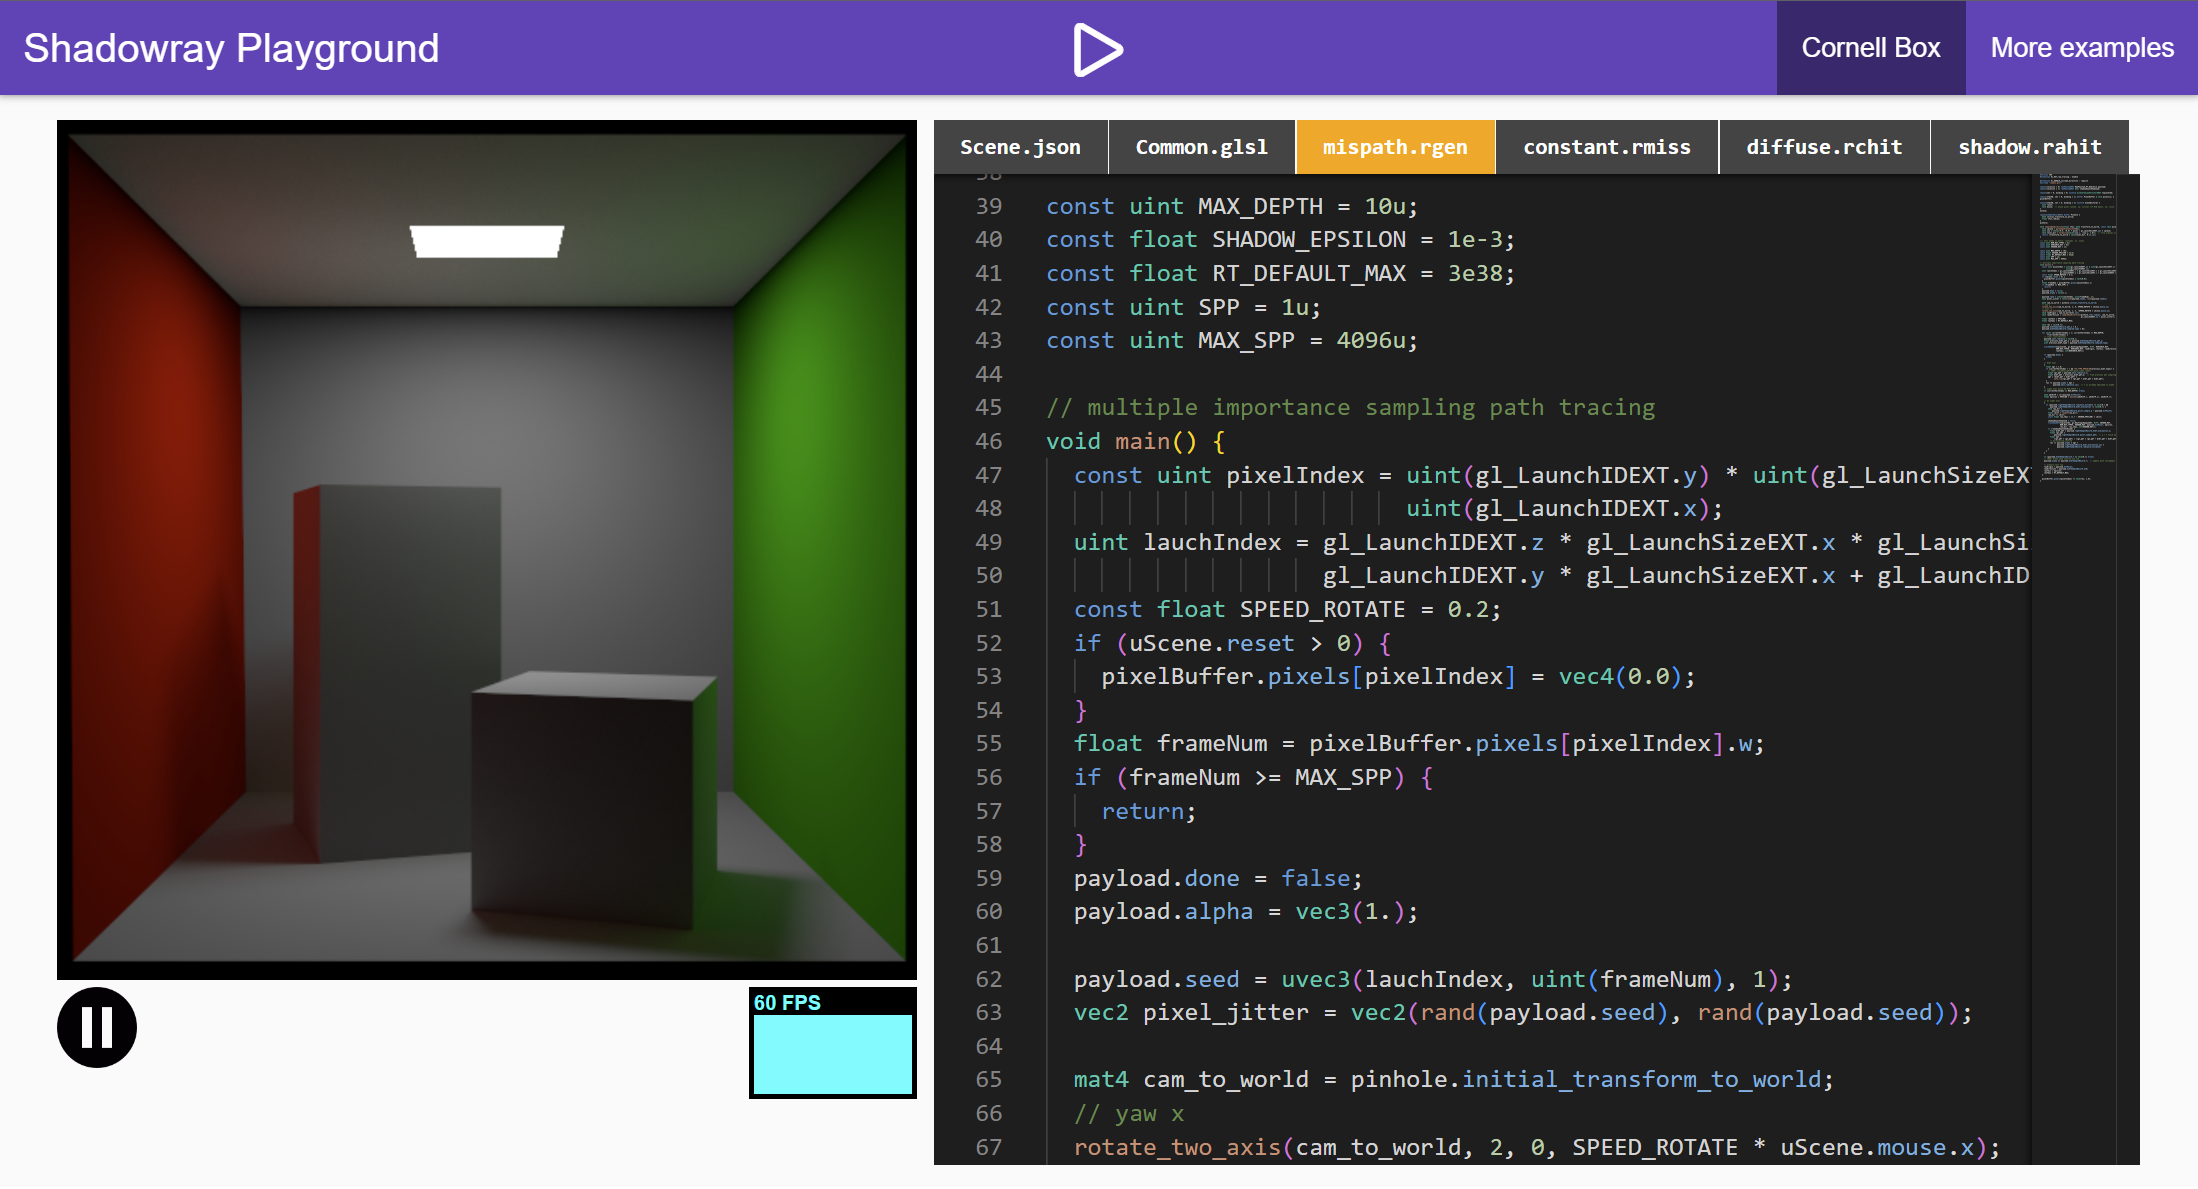 Shadowray Playground
Cornell Box
More examples
Scene.json
Common.glsl
mispath.rgen
constant.rmiss
diffuse.rchit
shadow.rahit
38
39 const uint MAX_DEPTH = 10u;
40 const float SHADOW_EPSILON = 1e-3;
41 const float RT_DEFAULT_MAX = 3e38;
42 const uint SPP = 1u;
43 const uint MAX_SPP = 4096u;
44
45 // multiple importance sampling path tracing
46 void main() {
47 const uint pixelIndex = uint(gl_LaunchIDEXT.y) * uint(gl_LaunchSizeEXT
48 uint(gl_LaunchIDEXT.x);
49 uint lauchIndex = gl_LaunchIDEXT.z * gl_LaunchSizeEXT.x * gl_LaunchSi
50 gl_LaunchIDEXT.y * gl_LaunchSizeEXT.x + gl_LaunchID
51 const float SPEED_ROTATE = 0.2;
52 if (uScene.reset > 0) {
53 pixelBuffer.pixels[pixelIndex] = vec4(0.0);
54 }
55 float frameNum = pixelBuffer.pixels[pixelIndex].w;
56 if (frameNum >= MAX_SPP) {
57 return;
58 }
59 payload.done = false;
60 payload.alpha = vec3(1.);
61
62 payload.seed = uvec3(lauchIndex, uint(frameNum), 1);
63 vec2 pixel_jitter = vec2(rand(payload.seed), rand(payload.seed));
64
65 mat4 cam_to_world = pinhole.initial_transform_to_world;
66 // yaw x
67 rotate_two_axis(cam_to_world, 2, 0, SPEED_ROTATE * uScene.mouse.x);
60 FPS